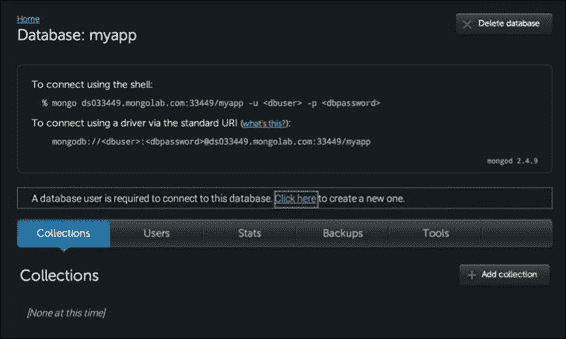 Home
Database: myapp
Delete database
To connect using the shell:
% mongo ds033449.mongolab.com:33449/myapp -u <dbuser> -p <dbpassword>
To connect using a driver via the standard URI (what's this?):
mongodb://<dbuser>:<dbpassword>@ds033449.mongolab.com:33449/myapp
mongod 2.4.9
A database user is required to connect to this database. Click here to create a new one.
Collections Users Stats Backups Tools
Collections
Add collection
[None at this time]